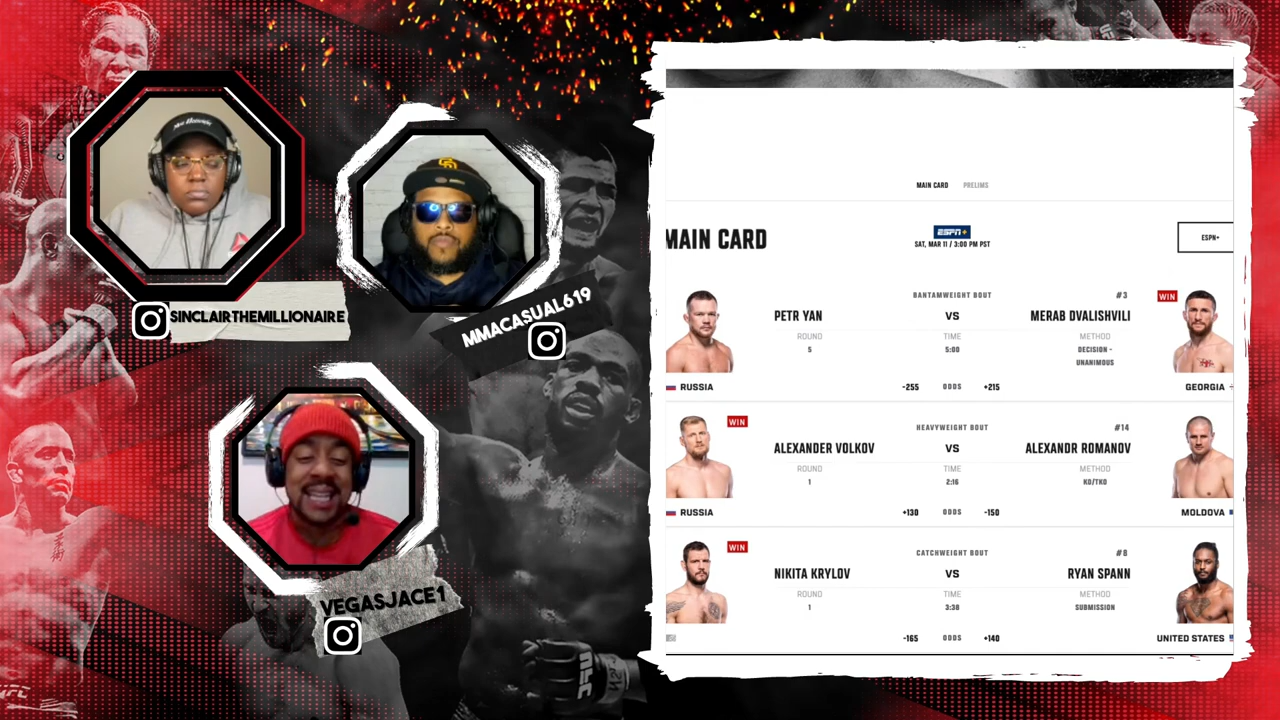 SINCLAIRTHEMILLIONAIRE
MMACASUAL619
VEGASJACE1
MAIN CARD PRELIMS
MAIN CARD
ESPN+
SAT, MAR 11 / 3:00 PM PST
ESPN+
BANTAMWEIGHT BOUT #3 WIN
PETR YAN VS MERAB DVALISHVILI
ROUND TIME METHOD
5 5:00 DECISION -
UNANIMOUS
RUSSIA -255 ODDS +215 GEORGIA
WIN HEAVYWEIGHT BOUT #14
ALEXANDER VOLKOV VS ALEXANDR ROMANOV
ROUND TIME METHOD
1 2:16 KO/TKO
RUSSIA +130 ODDS -150 MOLDOVA
WIN CATCHWEIGHT BOUT #8
NIKITA KRYLOV VS RYAN SPANN
ROUND TIME METHOD
1 3:38 SUBMISSION
-165 ODDS +140 UNITED STATES
UFC
UFC